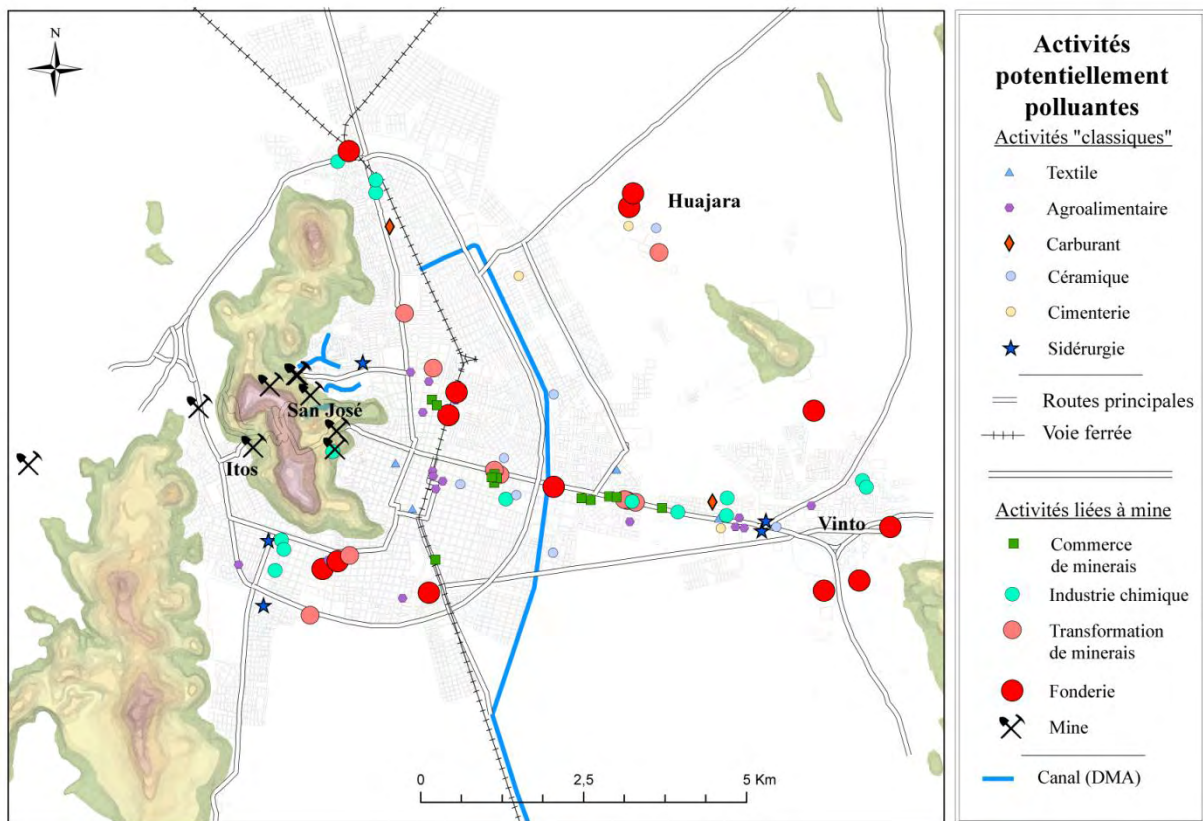 N
Huajara
San José
Itos
Vinto
0
2,5
5 Km
Activités
potentiellement
polluantes
Activités "classiques"
Textile
Agroalimentaire
Carburant
Céramique
Cimenterie
Sidérurgie
Routes principales
Voie ferrée
Activités liées à mine
Commerce
de minerais
Industrie chimique
Transformation
de minerais
Fonderie
Mine
Canal (DMA)